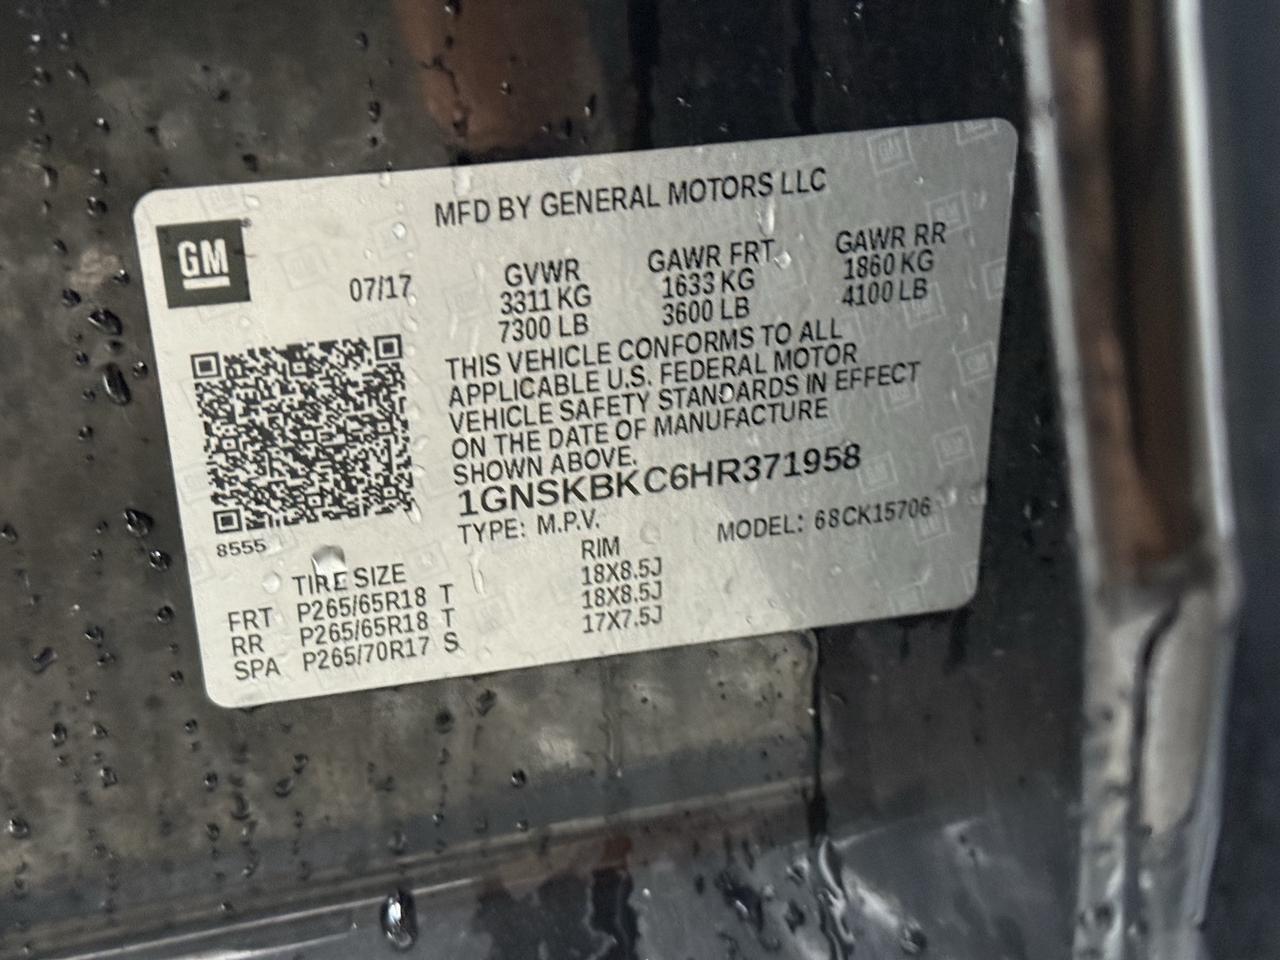 MFD BY GENERAL MOTORS LLC
GM
07/17
GVWR GAWR FRT GAWR RR
3311 KG 1633 KG 1860 KG
7300 LB 3600 LB 4100 LB
THIS VEHICLE CONFORMS TO ALL
APPLICABLE U.S. FEDERAL MOTOR
VEHICLE SAFETY STANDARDS IN EFFECT
ON THE DATE OF MANUFACTURE
SHOWN ABOVE.
1GNSKBKC6HR371958
TYPE: M.P.V. MODEL: 68CK15706
8555
TIRE SIZE RIM
FRT P265/65R18 T 18X8.5J
RR P265/65R18 T 18X8.5J
SPA P265/70R17 S 17X7.5J